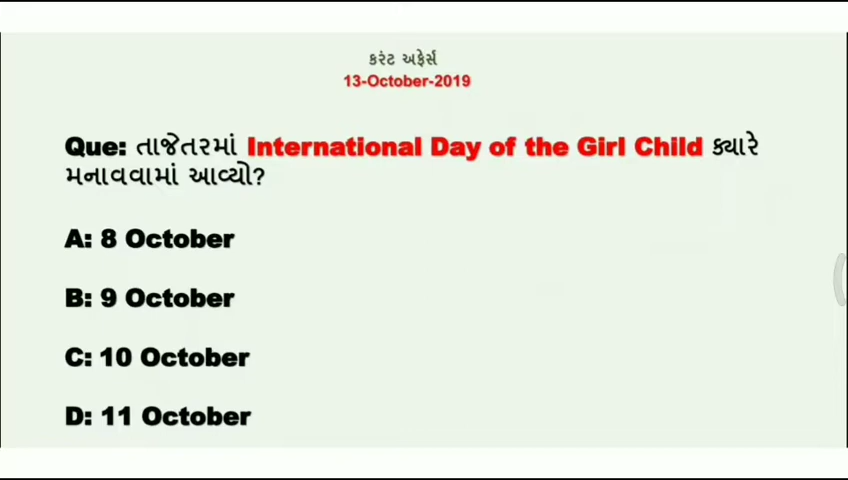 કરંટ અફેર્સ
13-October-2019
Que: તાજેતરમાં International Day of the Girl Child ક્યારે
મનાવવામાં આવ્યો?
A: 8 October
B: 9 October
C: 10 October
D: 11 October